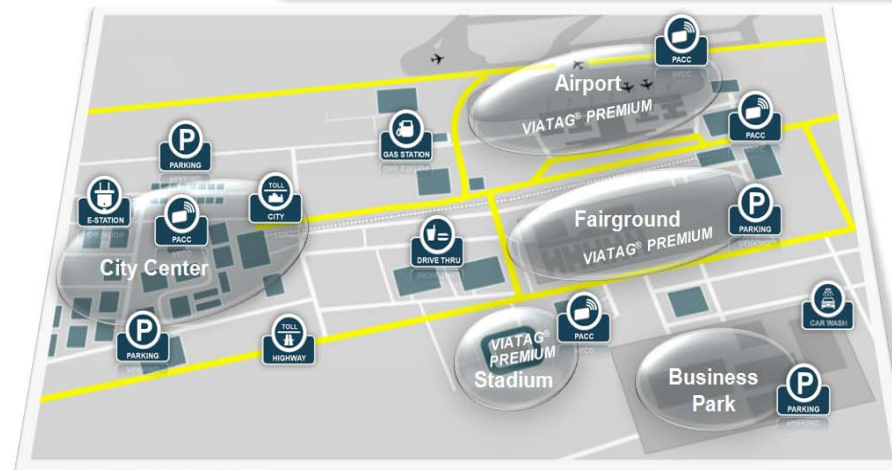 PACC
Airport
VIATAG® PREMIUM
PACC
GAS STATION
PARKING
E-STATION
PACC
TOLL
CITY
City Center
DRIVE THRU
Fairground
VIATAG® PREMIUM
P
PARKING
P
PARKING
P
PARKING
TOLL
HIGHWAY
VIATAG®
PREMIUM
Stadium
PACC
CAR WASH
Business
Park
P
PARKING